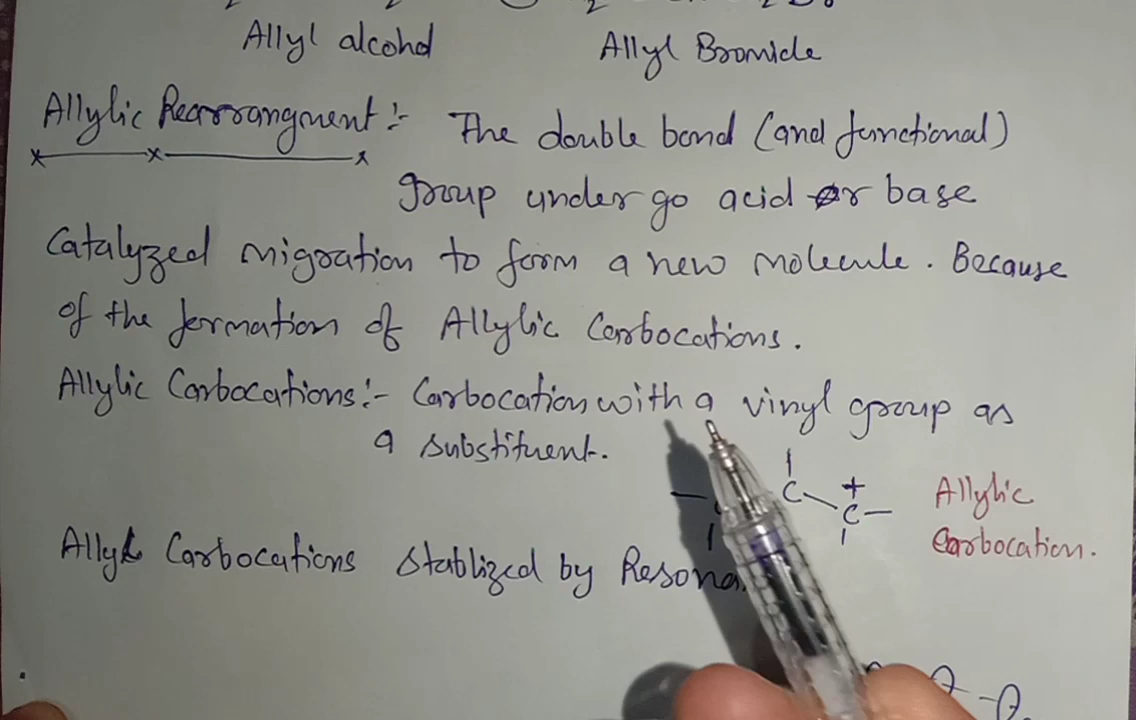 Allyl alcohol
Allyl Bromide
Allylic Rearrangment :- The double bond (and functional)
group under go acid or base
Catalyzed migration to form a new molecule. Because
of the formation of Allylic Carbocations.
Allylic Carbocations:- Carbocation with a vinyl group as
a substituent.
C
+
C
Allylic
Carbocation.
Allyl Carbocations Stablized by